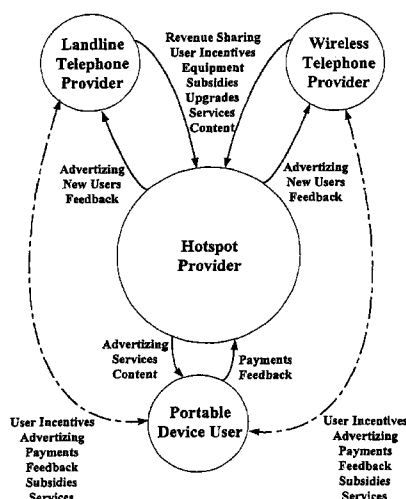 Landline
Telephone
Provider
Revenue Sharing
User Incentives
Equipment
Subsidies
Upgrades
Services
Content
Wireless
Telephone
Provider
Advertizing
New Users
Feedback
Advertizing
New Users
Feedback
Hotspot
Provider
Advertizing
Services
Content
Payments
Feedback
Portable
Device User
User Incentives
Advertizing
Payments
Feedback
Subsidies
Services
User Incentives
Advertizing
Payments
Feedback
Subsidies
Services